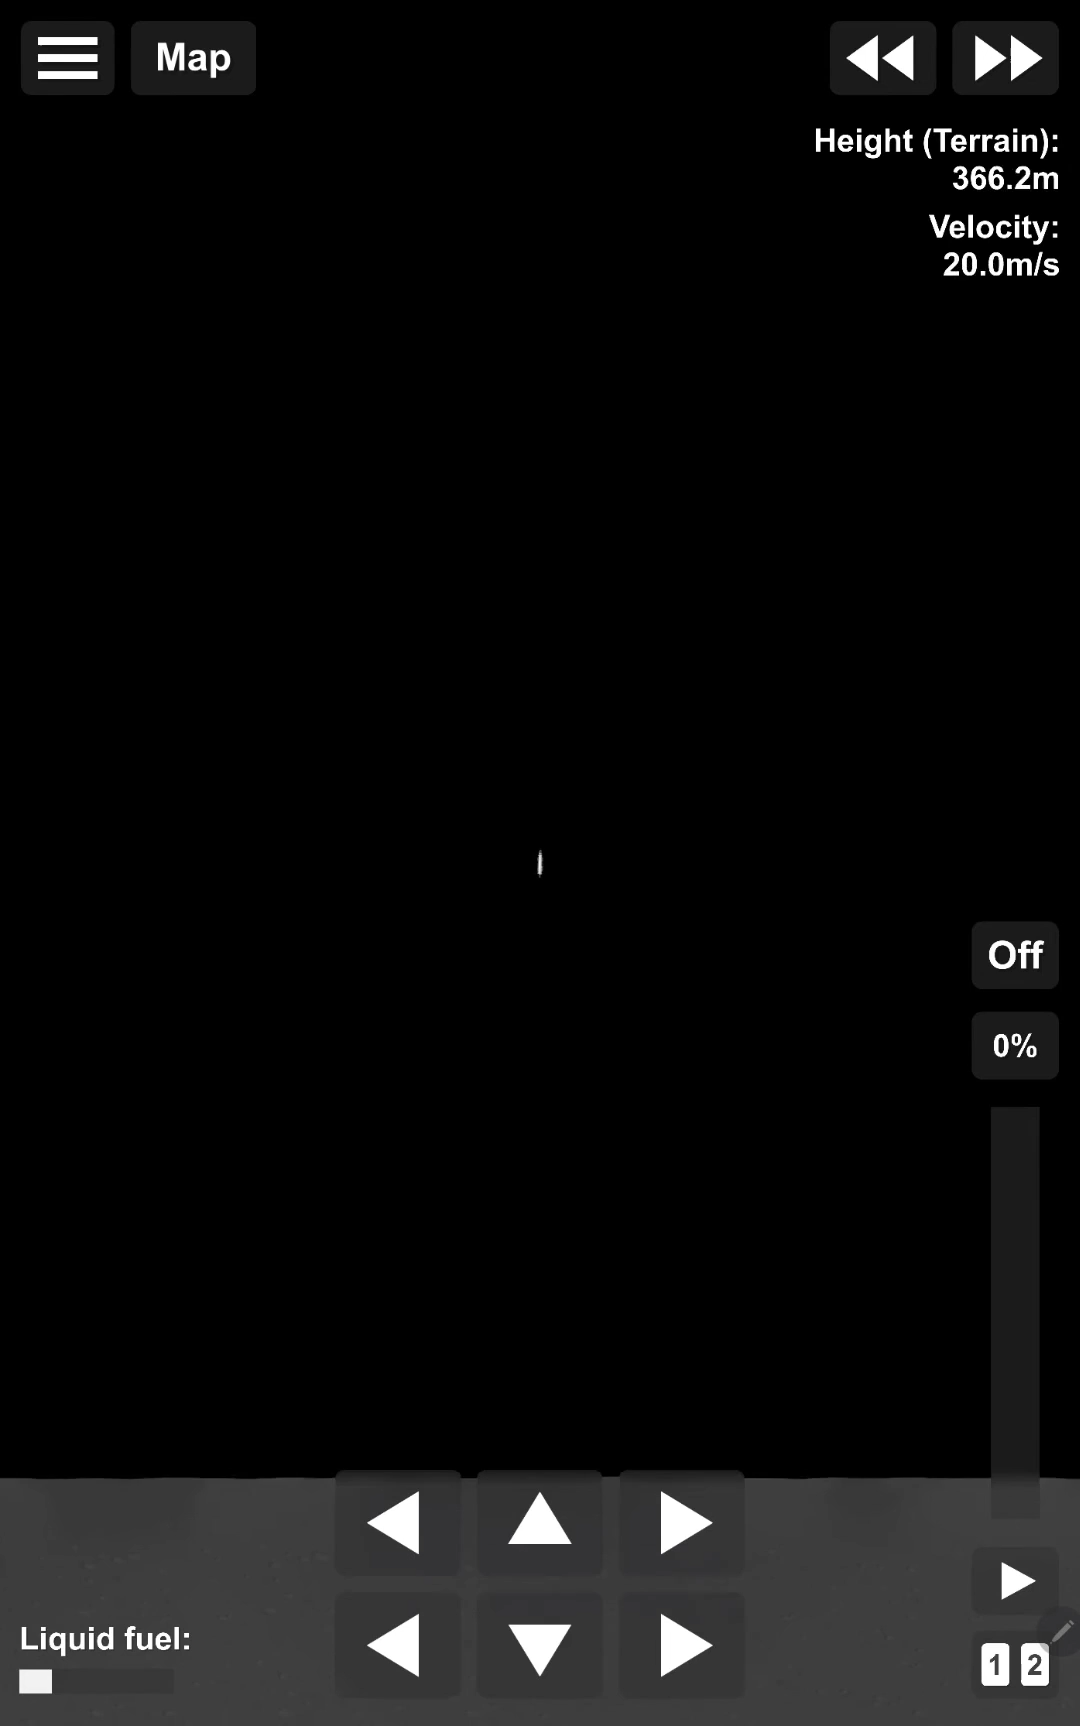 Map
Height (Terrain):
366.2m
Velocity:
20.0m/s
Off
0%
Liquid fuel:
1 2